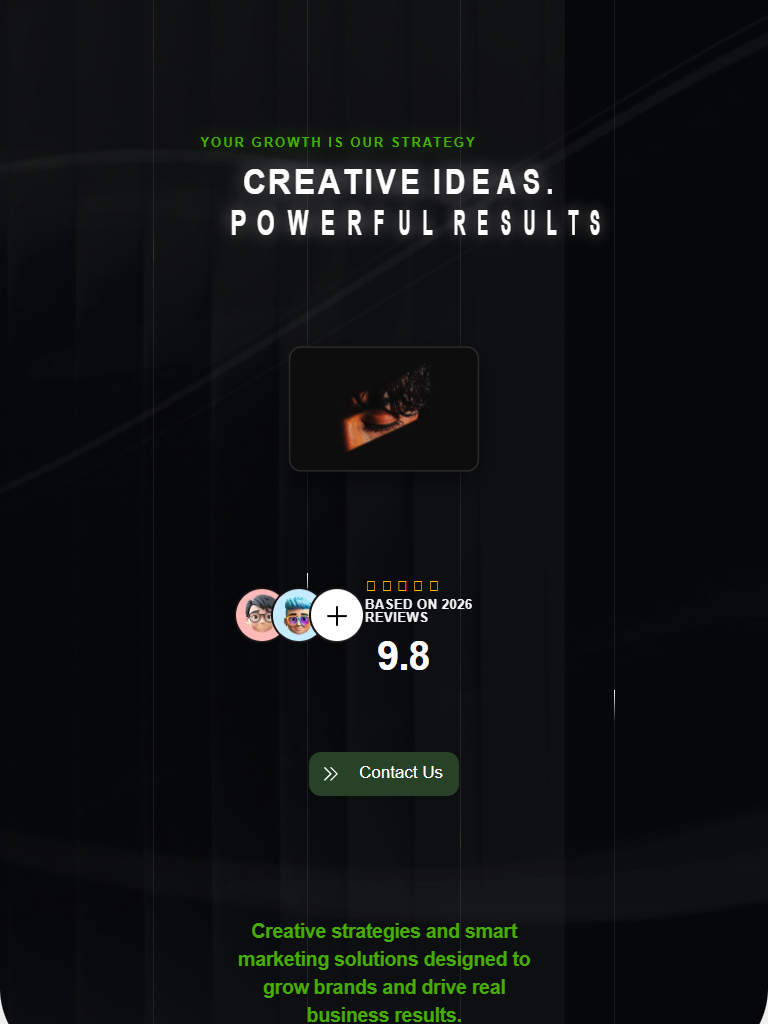 YOUR GROWTH IS OUR STRATEGY
CREATIVE IDEAS.
POWERFUL RESULTS
BASED ON 2026
REVIEWS
9.8
Contact Us
Creative strategies and smart
marketing solutions designed to
grow brands and drive real
business results.